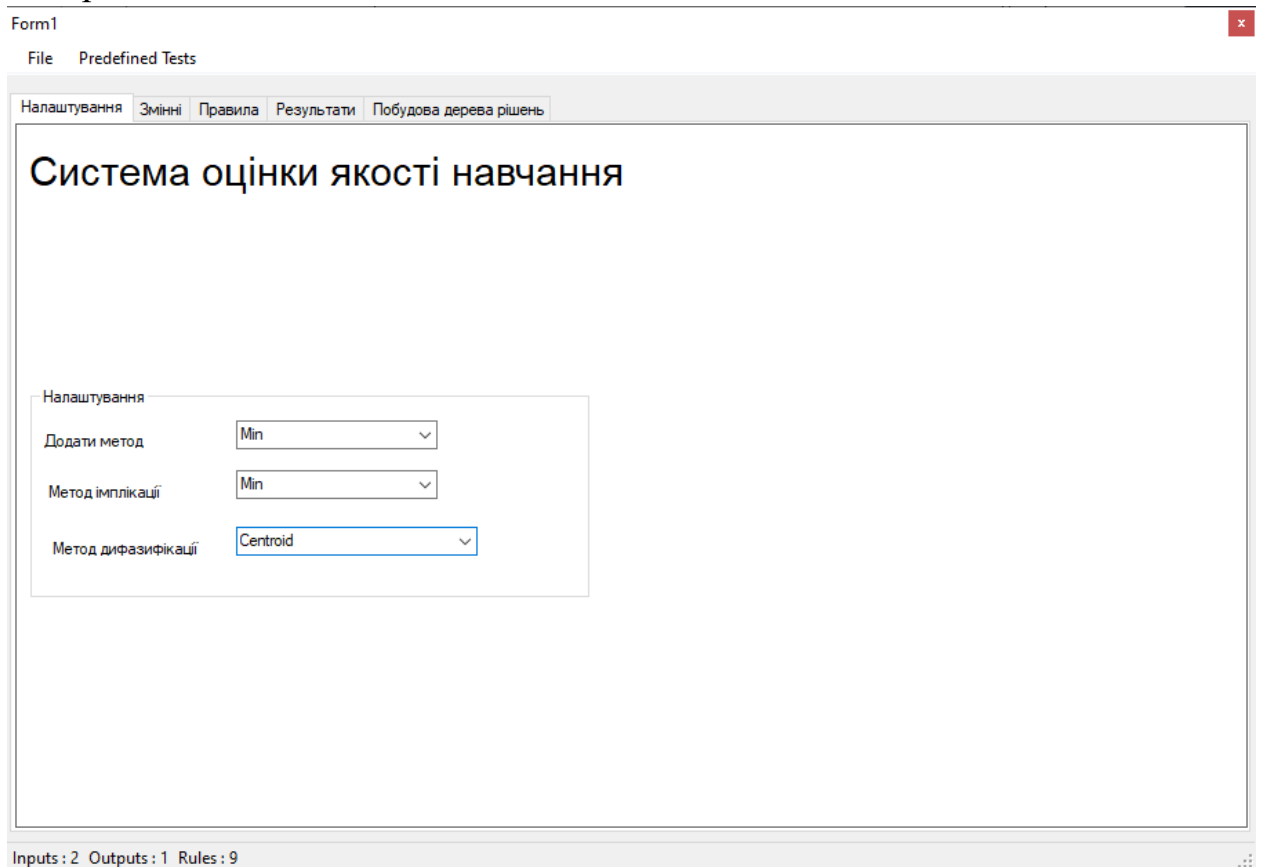 Form1
File Predefined Tests
Налаштування Змінні Правила Результати Побудова дерева рішень
Система оцінки якості навчання
Налаштування
Додати метод Min
Метод імплікації Min
Метод дифазифікації Centroid
Inputs : 2 Outputs : 1 Rules : 9